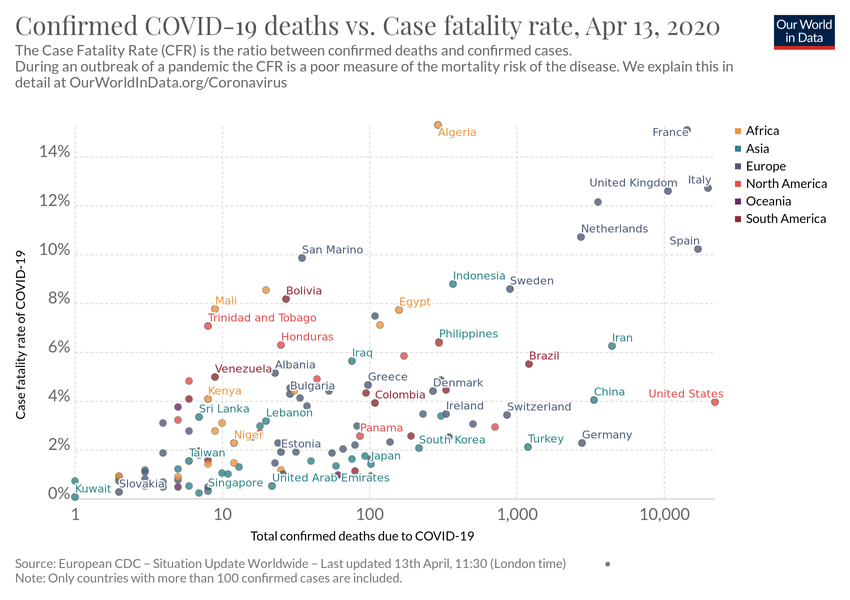 Confirmed COVID-19 deaths vs. Case fatality rate, Apr 13, 2020
Our World
in Data
The Case Fatality Rate (CFR) is the ratio between confirmed deaths and confirmed cases.
During an outbreak of a pandemic the CFR is a poor measure of the mortality risk of the disease. We explain this in
detail at OurWorldInData.org/Coronavirus
Algeria
France
Africa
Asia
Europe
North America
Oceania
South America
14%
12%
10%
8%
6%
4%
2%
0%
Case fatality rate of COVID-19
United Kingdom
Italy
Netherlands
Spain
San Marino
Indonesia
Sweden
Bolivia
Mali
Egypt
Trinidad and Tobago
Honduras
Philippines
Iran
Iraq
Brazil
Venezuela
Albania
Greece
Denmark
Bulgaria
Kenya
Colombia
China
United States
Sri Lanka
Lebanon
Ireland
Switzerland
Niger
Panama
Estonia
South Korea
Turkey
Germany
Taiwan
Japan
Kuwait
Slovakia
Singapore
United Arab Emirates
1
10
100
1,000
10,000
Total confirmed deaths due to COVID-19
Source: European CDC – Situation Update Worldwide – Last updated 13th April, 11:30 (London time)
Note: Only countries with more than 100 confirmed cases are included.